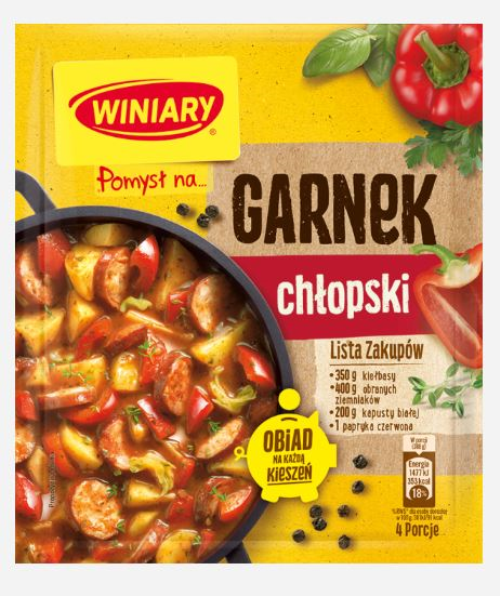 WINIARY
®
Pomysł na...
GARNEK
chłopski
Lista Zakupów
• 350 g kiełbasy
• 400 g obranych
ziemniaków
• 200 g kapusty białej
• 1 papryka czerwona
OBIAD
NA KAŻDĄ
KIESZEŃ
W porcji
Energia
1477 kJ
353 kcal
18%
4 Porcje